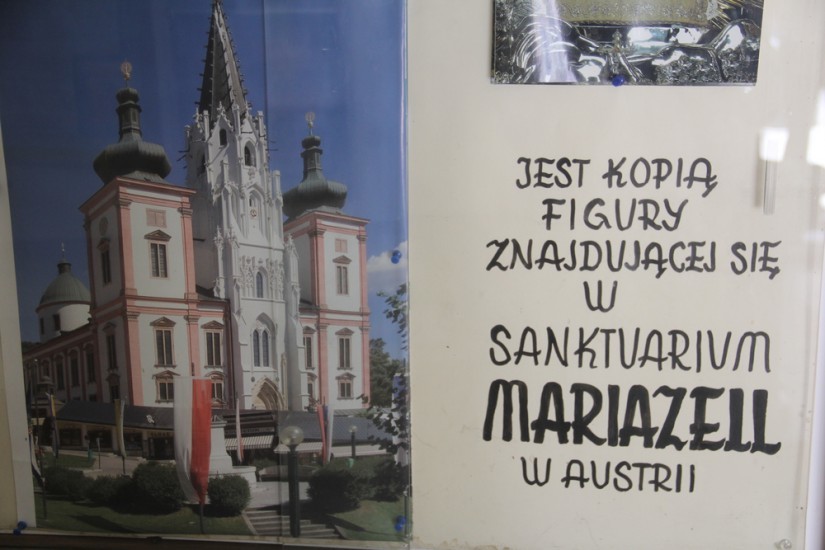 JEST KOPIĄ
FIGURY
ZNAJDUJĄCEJ SIĘ
W
SANKTUARIUM
MARIAZELL
W AUSTRII